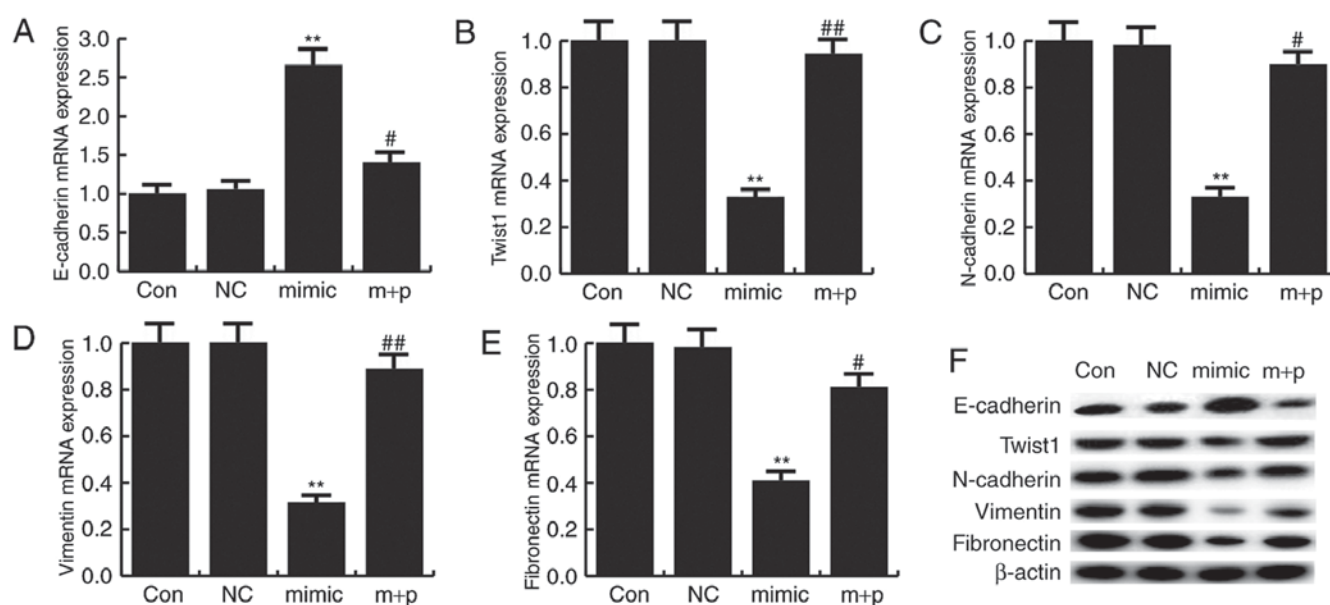 A
E-cadherin mRNA expression
3.0
2.5
2.0
1.5
1.0
0.5
0.0
**
#
Con NC mimic m+p
B
Twist1 mRNA expression
1.0
0.8
0.6
0.4
0.2
0.0
**
##
Con NC mimic m+p
C
N-cadherin mRNA expression
1.0
0.8
0.6
0.4
0.2
0.0
**
#
Con NC mimic m+p
D
Vimentin mRNA expression
1.0
0.8
0.6
0.4
0.2
0.0
**
##
Con NC mimic m+p
E
Fibronectin mRNA expression
1.0
0.8
0.6
0.4
0.2
0.0
**
#
Con NC mimic m+p
F
Con NC mimic m+p
E-cadherin
Twist1
N-cadherin
Vimentin
Fibronectin
β-actin